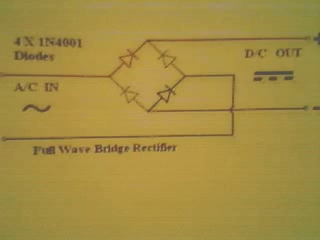 4 X 1N4001
Diodes
D/C OUT
+
A/C IN
-
Full Wave Bridge Rectifier